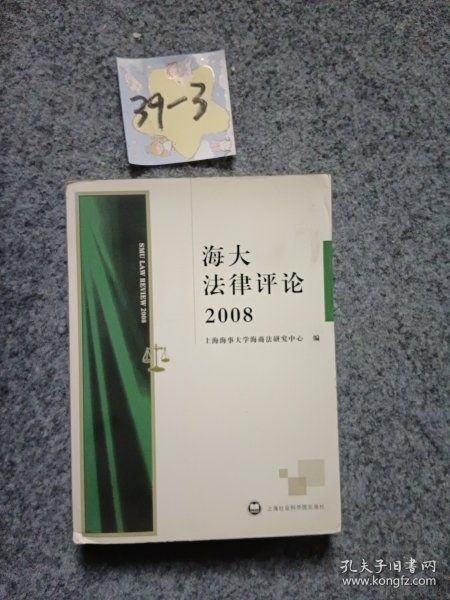 39-3
海大
法律评论
2008
上海海事大学海商法研究中心 编
SMU LAW REVIEW 2008
上海社会科学院出版社
孔夫子旧书网
www.kongfz.com